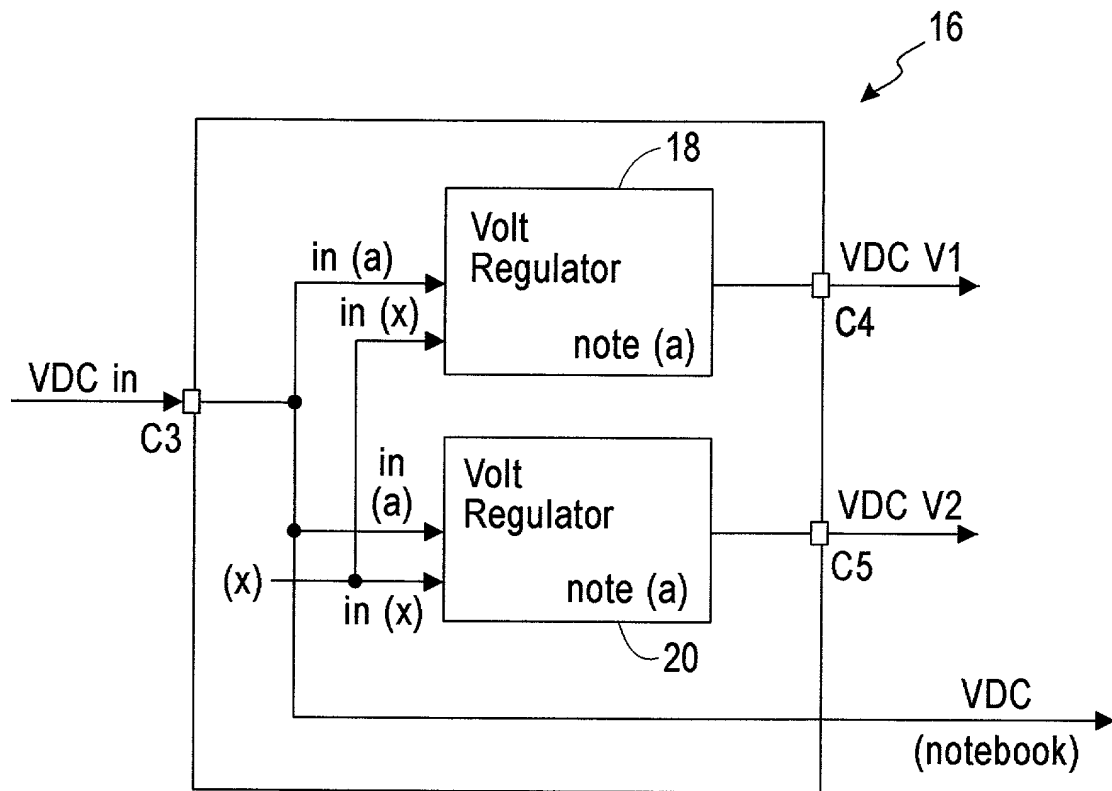 16
18
Volt
Regulator
note (a)
in (a)
in (x)
VDC V1
C4
VDC in
C3
in
(a)
Volt
Regulator
note (a)
(x)
in (x)
VDC V2
C5
20
VDC
(notebook)